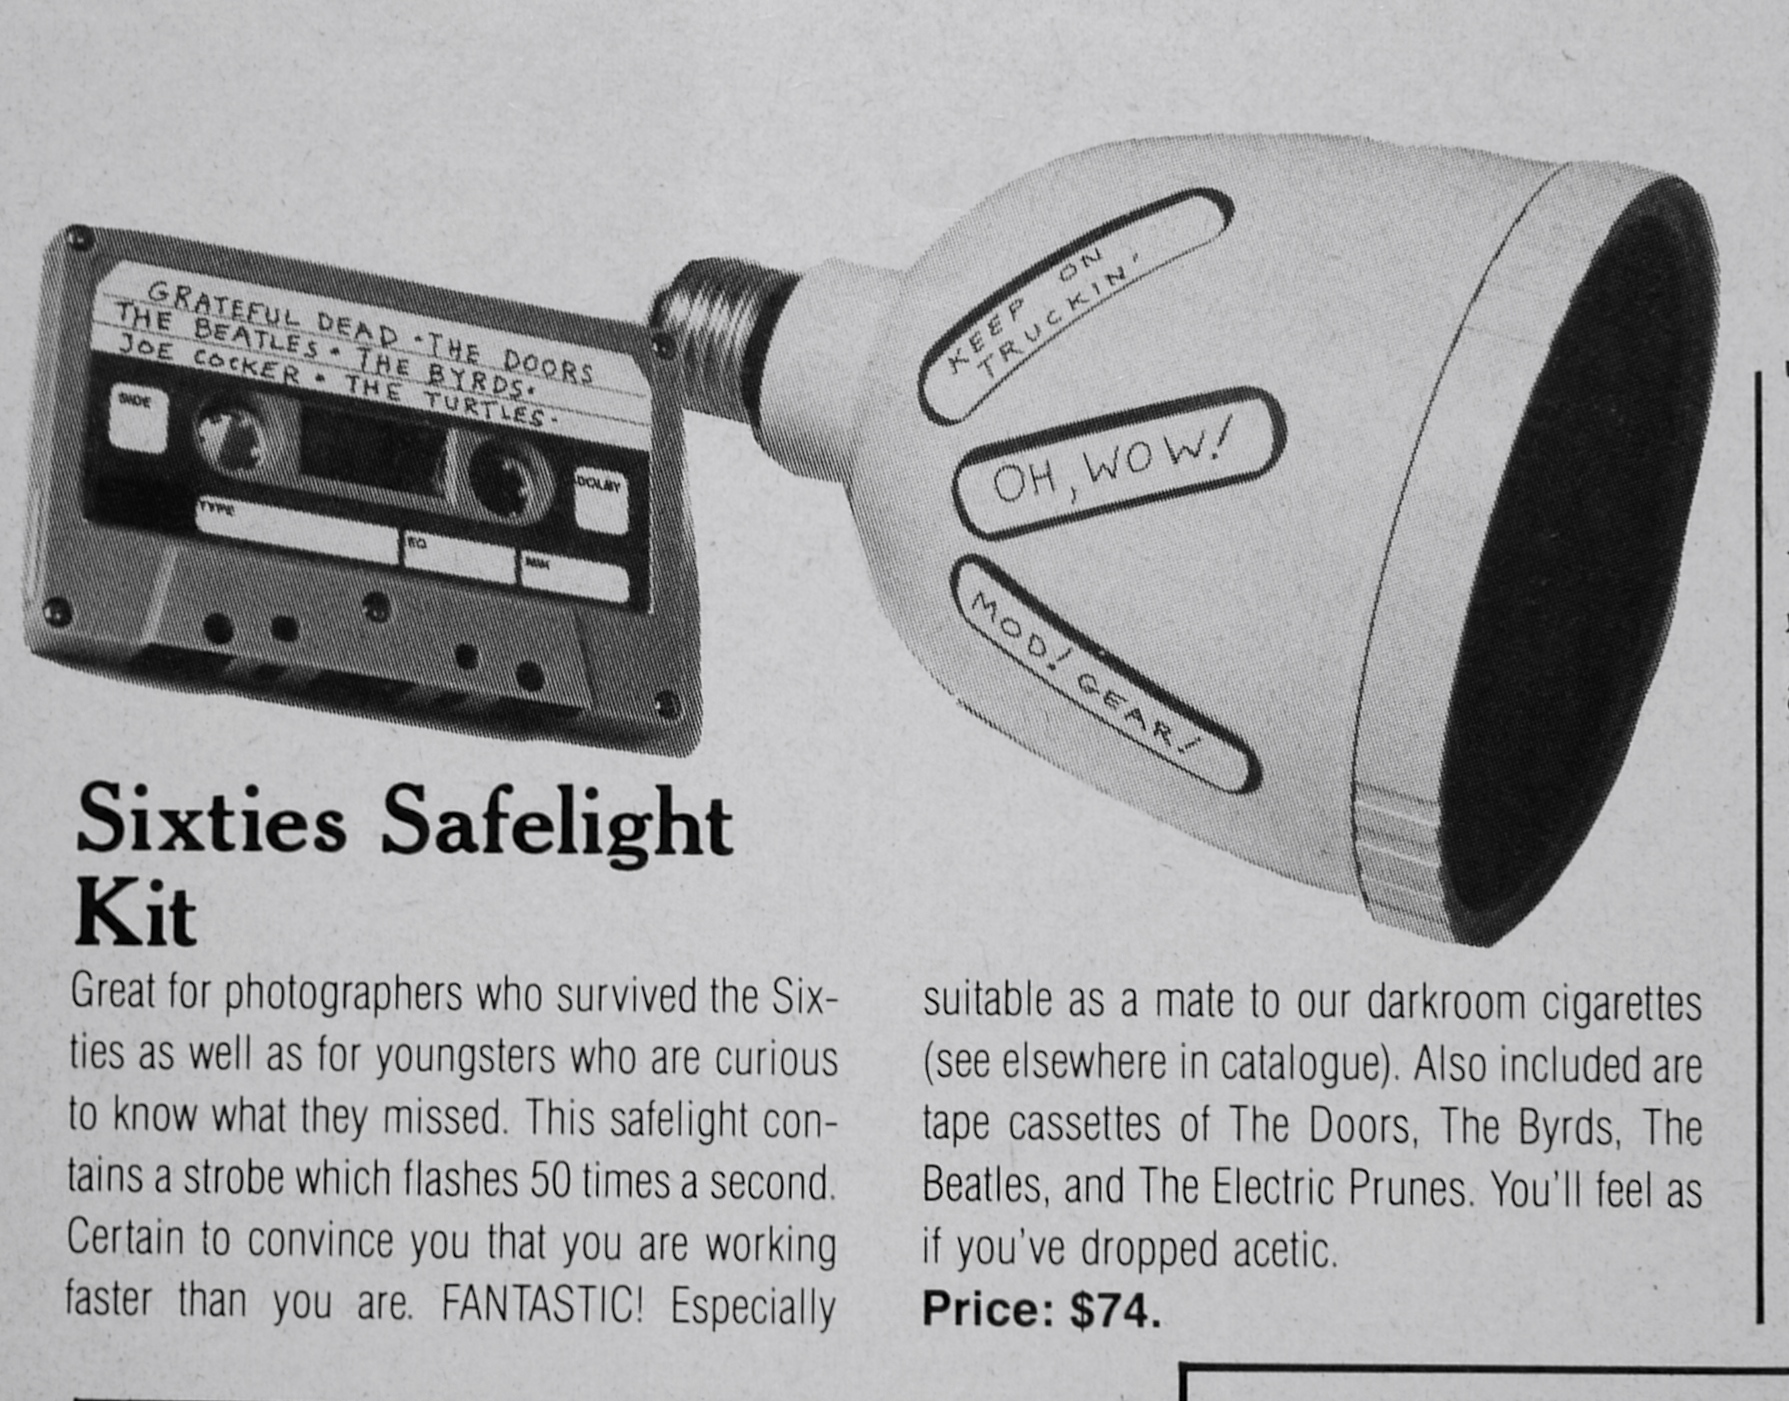 GRATEFUL DEAD • THE DOORS
THE BEATLES • THE BYRDS •
JOE COCKER • THE TURTLES •
SIDE
DOLBY
TYPE
EQ
MIN
KEEP ON
TRUCKIN'
OH, WOW!
MOD! GEAR!
Sixties Safelight
Kit
Great for photographers who survived the Six-
ties as well as for youngsters who are curious
to know what they missed. This safelight con-
tains a strobe which flashes 50 times a second.
Certain to convince you that you are working
faster than you are. FANTASTIC! Especially
suitable as a mate to our darkroom cigarettes
(see elsewhere in catalogue). Also included are
tape cassettes of The Doors, The Byrds, The
Beatles, and The Electric Prunes. You'll feel as
if you've dropped acetic.
Price: $74.